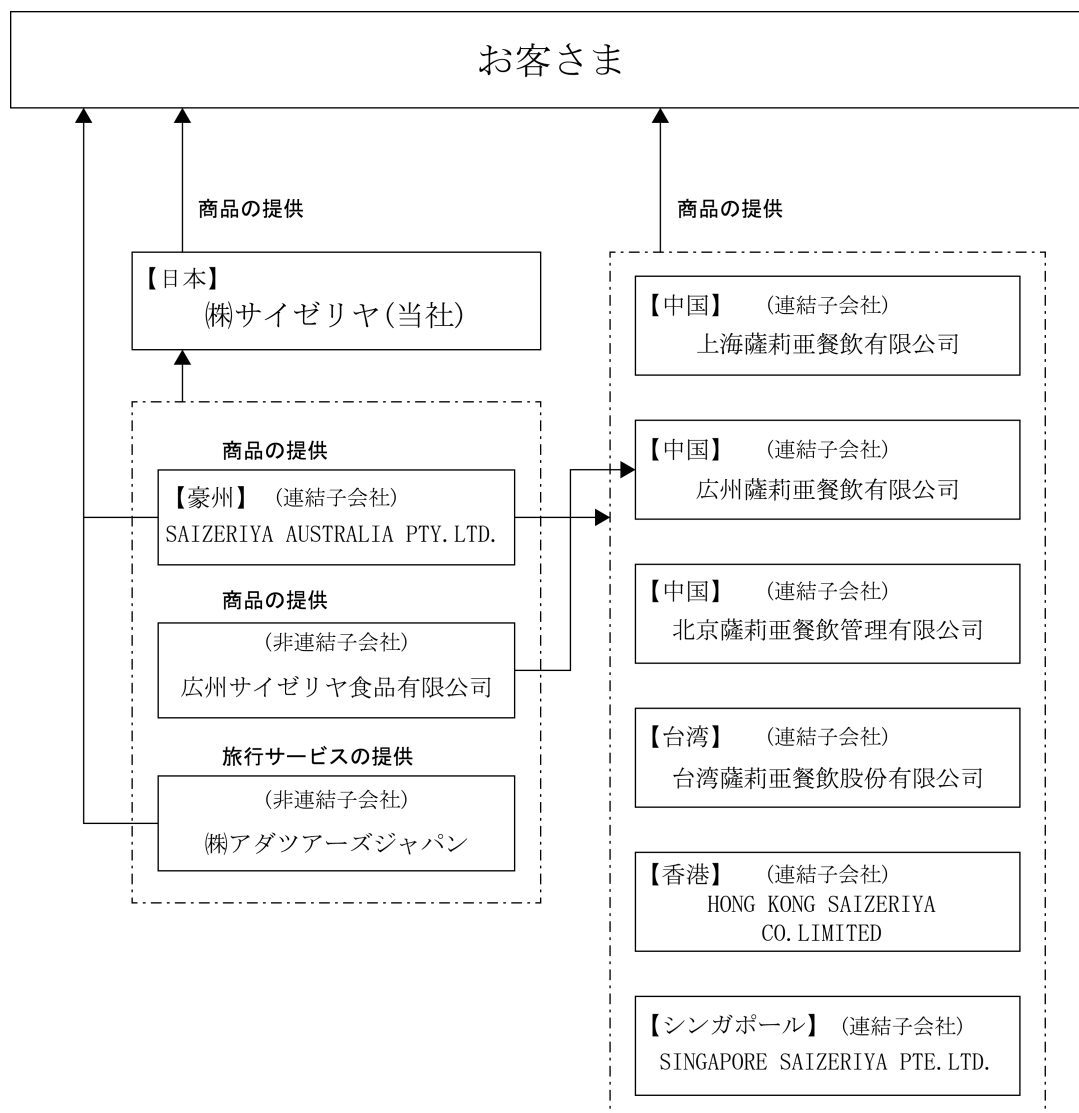 お客さま
商品の提供
商品の提供
【日本】
㈱サイゼリヤ(当社)
商品の提供
【豪州】 (連結子会社)
SAIZERIYA AUSTRALIA PTY.LTD.
商品の提供
(非連結子会社)
広州サイゼリヤ食品有限公司
旅行サービスの提供
(非連結子会社)
㈱アダツアーズジャパン
【中国】 (連結子会社)
上海薩莉亜餐飲有限公司
【中国】 (連結子会社)
広州薩莉亜餐飲有限公司
【中国】 (連結子会社)
北京薩莉亜餐飲管理有限公司
【台湾】 (連結子会社)
台湾薩莉亜餐飲股份有限公司
【香港】 (連結子会社)
HONG KONG SAIZERIYA
CO.LIMITED
【シンガポール】 (連結子会社)
SINGAPORE SAIZERIYA PTE.LTD.